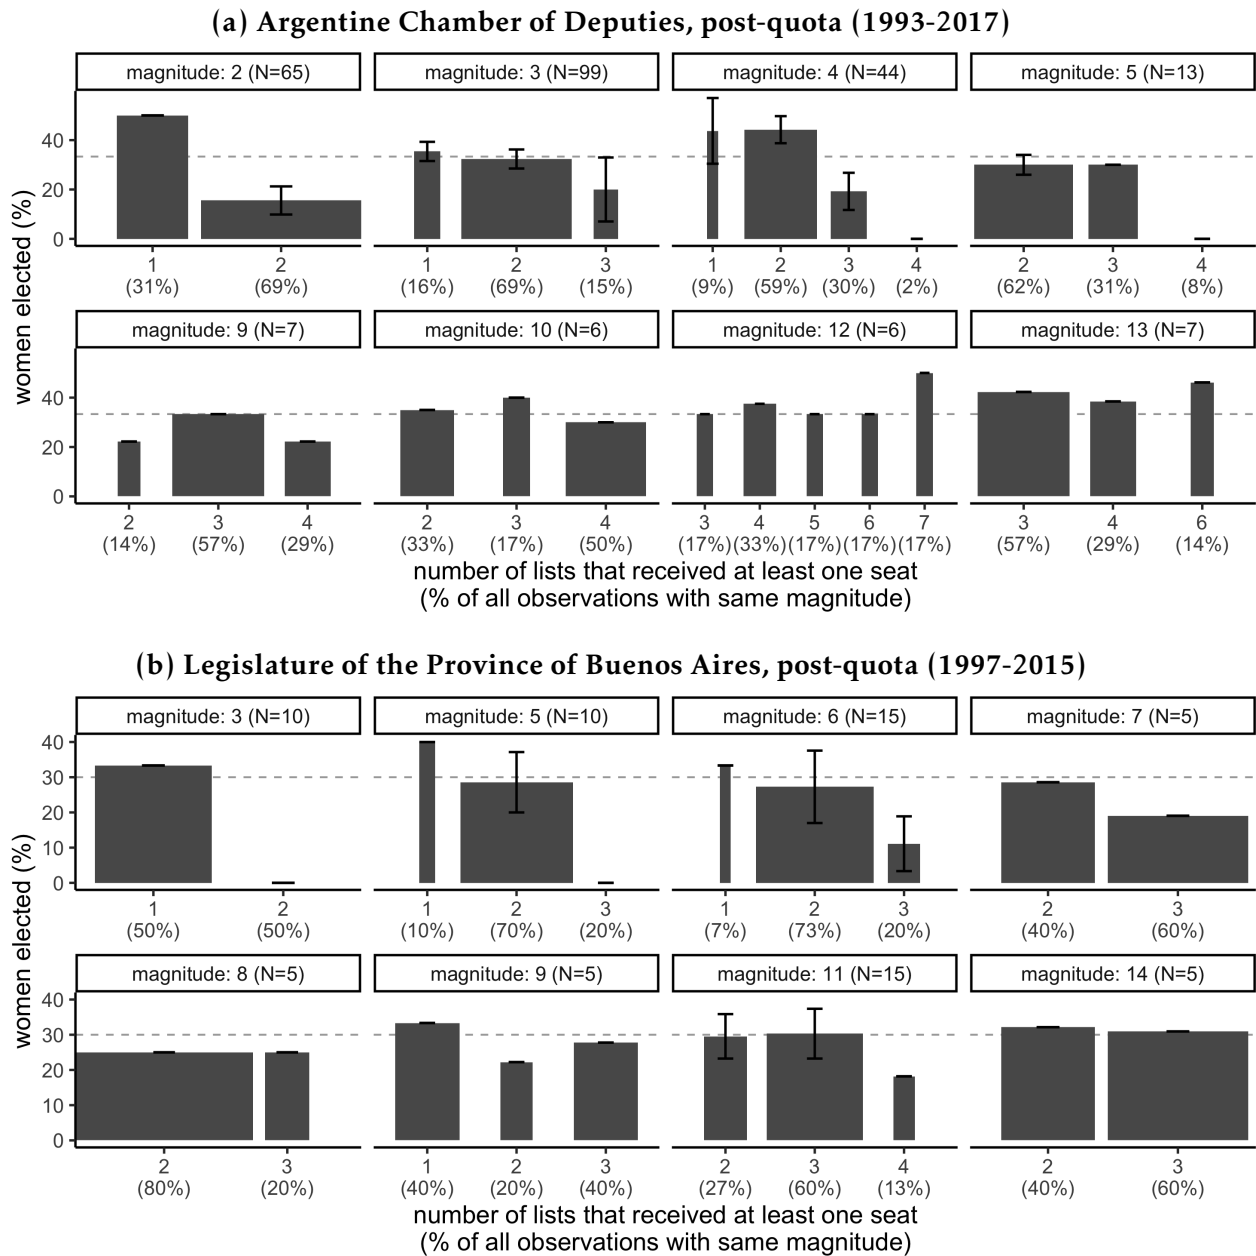 (a) Argentine Chamber of Deputies, post-quota (1993-2017)
magnitude: 2 (N=65) magnitude: 3 (N=99) magnitude: 4 (N=44) magnitude: 5 (N=13)
women elected (%)
40
20
0
1 2 1 2 3 1 2 3 4 2 3 4
(31%) (69%) (16%) (69%) (15%) (9%) (59%) (30%) (2%) (62%) (31%) (8%)
magnitude: 9 (N=7) magnitude: 10 (N=6) magnitude: 12 (N=6) magnitude: 13 (N=7)
women elected (%)
40
20
0
2 3 4 2 3 4 3 4 5 6 7 3 4 6
(14%) (57%) (29%) (33%) (17%) (50%) (17%) (33%) (17%) (17%) (17%) (57%) (29%) (14%)
number of lists that received at least one seat
(% of all observations with same magnitude)
(b) Legislature of the Province of Buenos Aires, post-quota (1997-2015)
magnitude: 3 (N=10) magnitude: 5 (N=10) magnitude: 6 (N=15) magnitude: 7 (N=5)
women elected (%)
40
30
20
10
0
1 2 1 2 3 1 2 3 2 3
(50%) (50%) (10%) (70%) (20%) (7%) (73%) (20%) (40%) (60%)
magnitude: 8 (N=5) magnitude: 9 (N=5) magnitude: 11 (N=15) magnitude: 14 (N=5)
women elected (%)
40
30
20
10
0
2 3 1 2 3 2 3 4 2 3
(80%) (20%) (40%) (20%) (40%) (27%) (60%) (13%) (40%) (60%)
number of lists that received at least one seat
(% of all observations with same magnitude)